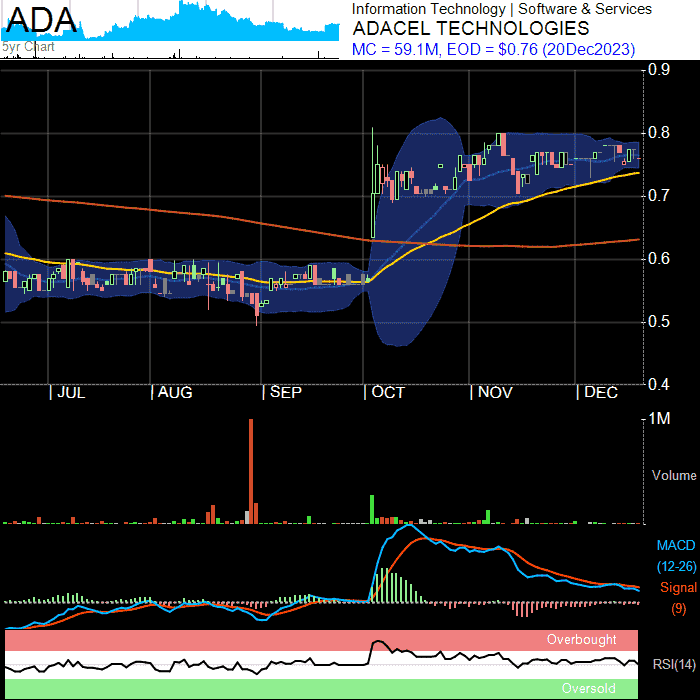 ADA
5yr Chart
Information Technology | Software & Services
ADACEL TECHNOLOGIES
MC = 59.1M, EOD = $0.76 (20Dec2023)
0.9
0.8
0.7
0.6
0.5
0.4
| JUL | AUG | SEP | OCT | NOV | DEC
1M
Volume
MACD
(12-26)
Signal
(9)
Overbought
RSI(14)
Oversold